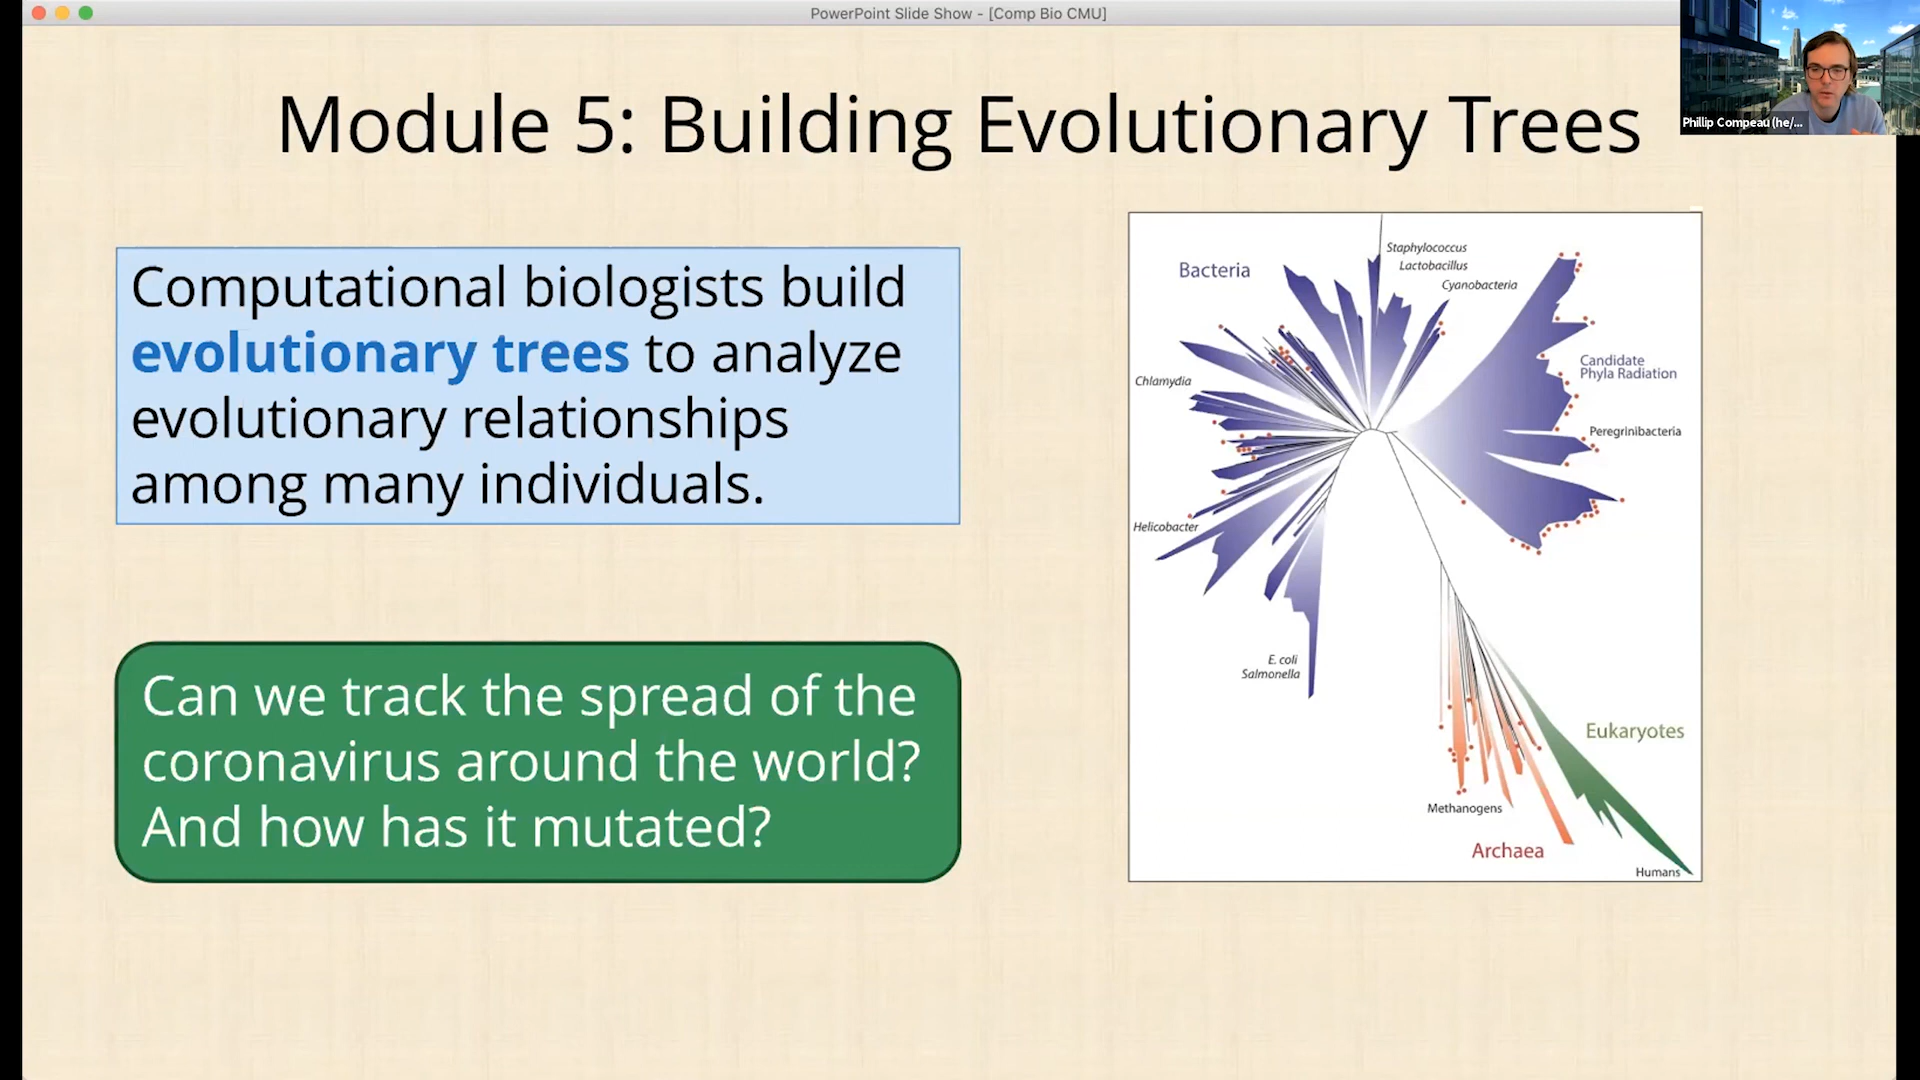 PowerPoint Slide Show - [Comp Bio CMU]
Phillip Compeau (he/...
Module 5: Building Evolutionary Trees
Computational biologists build
evolutionary trees to analyze
evolutionary relationships
among many individuals.
Can we track the spread of the
coronavirus around the world?
And how has it mutated?
Bacteria
Staphylococcus
Lactobacillus
Cyanobacteria
Candidate
Phyla Radiation
Chlamydia
Peregrinibacteria
Helicobacter
E. coli
Salmonella
Eukaryotes
Methanogens
Archaea
Humans